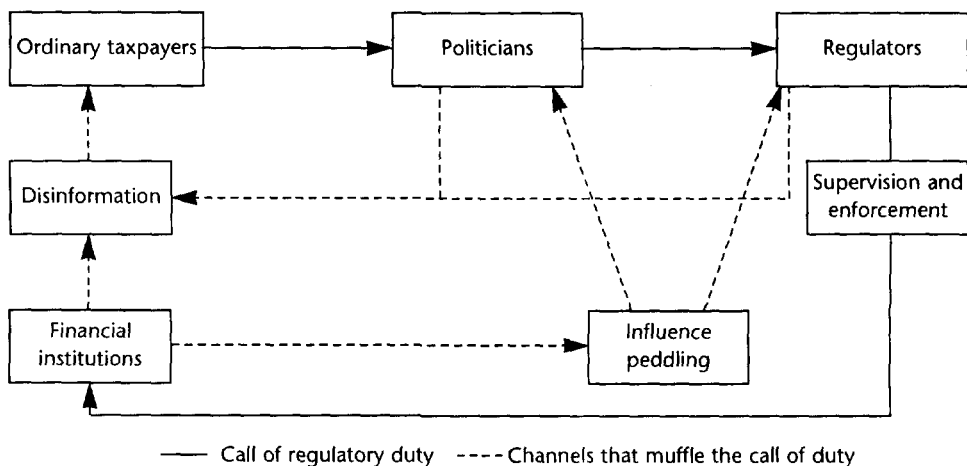 Ordinary taxpayers
Politicians
Regulators
Disinformation
Supervision and
enforcement
Financial
institutions
Influence
peddling
Call of regulatory duty
Channels that muffle the call of duty